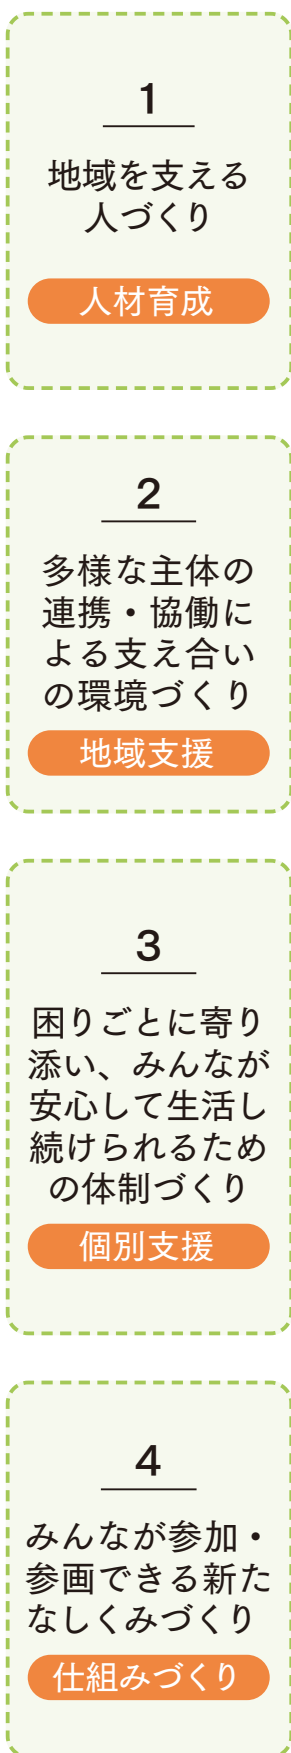 1
地域を支える
人づくり
人材育成
2
多様な主体の
連携・協働に
よる支え合い
の環境づくり
地域支援
3
困りごとに寄り
添い、みんなが
安心して生活し
続けられるため
の体制づくり
個別支援
4
みんなが参加・
参画できる新た
なしくみづくり
仕組みづくり